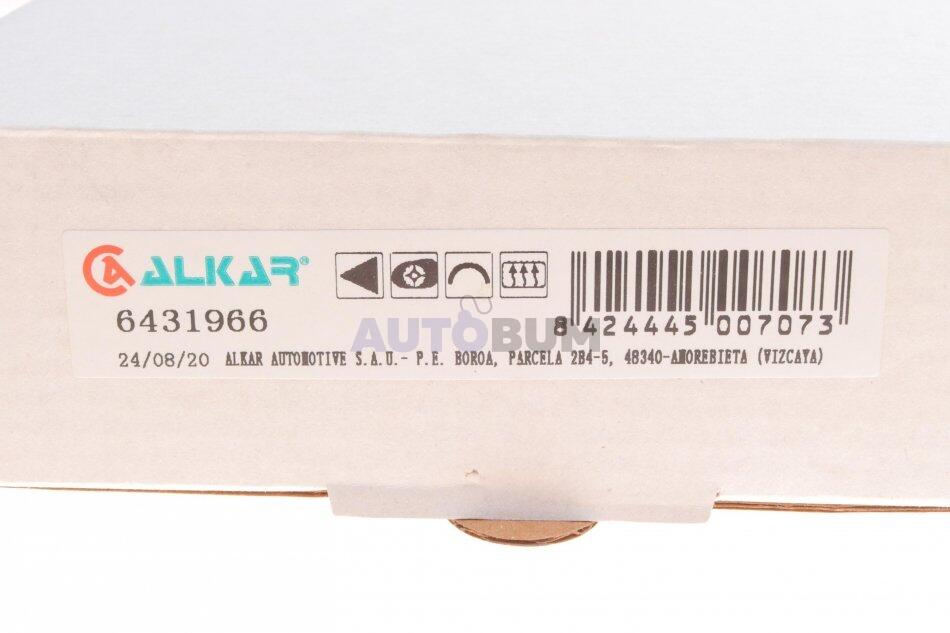 ALKAR®
6431966
AUTOBUM
8 424445 007073
24/08/20 ALKAR AUTOMOTIVE S.A.U.- P.E. BOROA, PARCELA 2B4-5, 48340-AMOREBIETA (VIZCAYA)